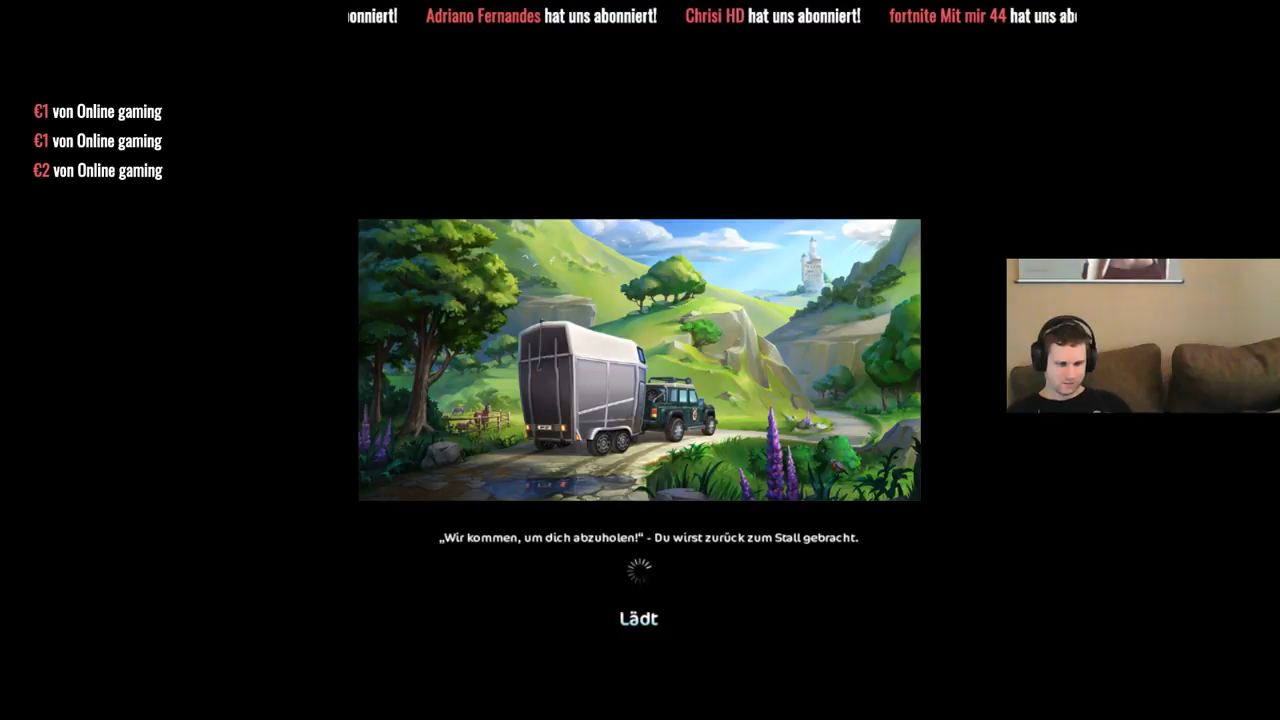 onniert! Adriano Fernandes hat uns abonniert! Chrisi HD hat uns abonniert! fortnite Mit mir 44 hat uns ab
€1 von Online gaming
€1 von Online gaming
€2 von Online gaming
„Wir kommen, um dich abzuholen!“ - Du wirst zurück zum Stall gebracht.
Lädt